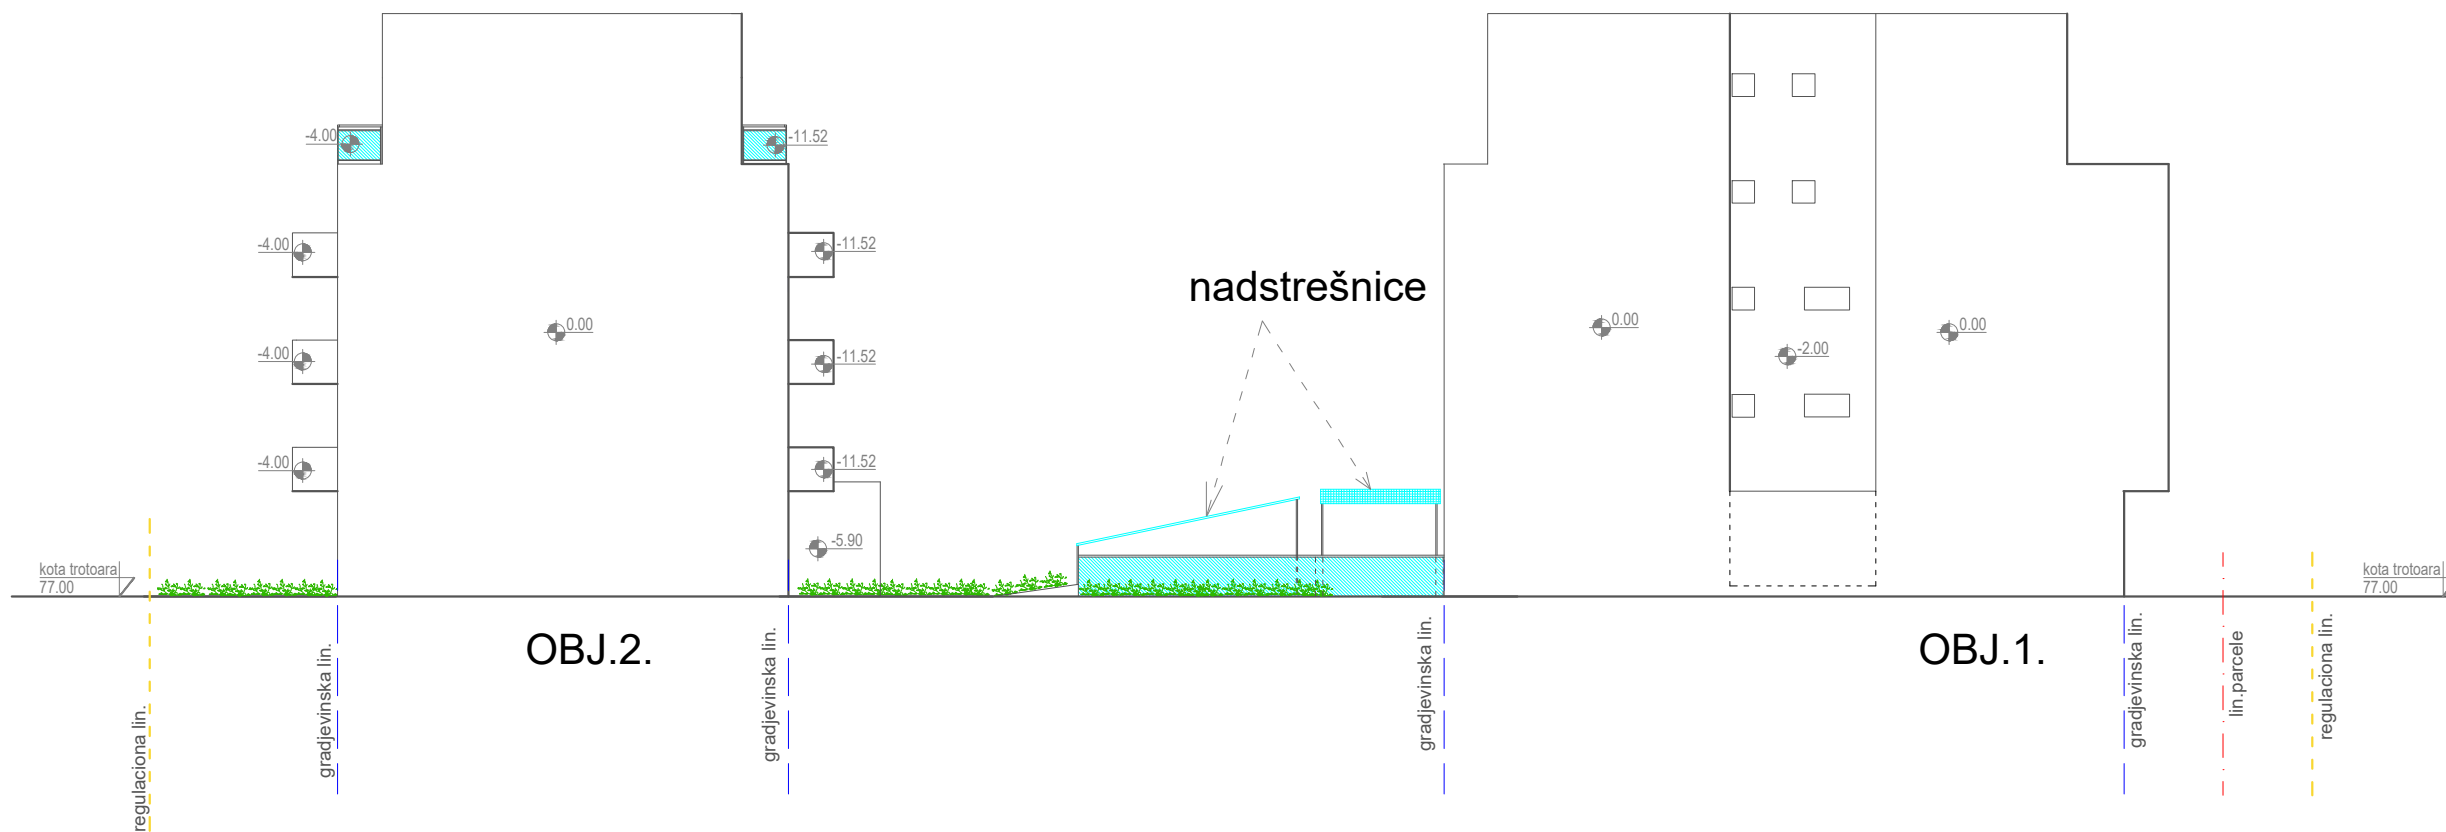 -4.00
-11.52
-4.00
-11.52
nadstrešnice
0.00
0.00
0.00
-4.00
-11.52
-2.00
-4.00
-11.52
-5.90
kota trotoara
77.00
kota trotoara
77.00
OBJ.2.
OBJ.1.
regulaciona lin.
gradjevinska lin.
gradjevinska lin.
gradjevinska lin.
gradjevinska lin.
lin.parcele
regulaciona lin.